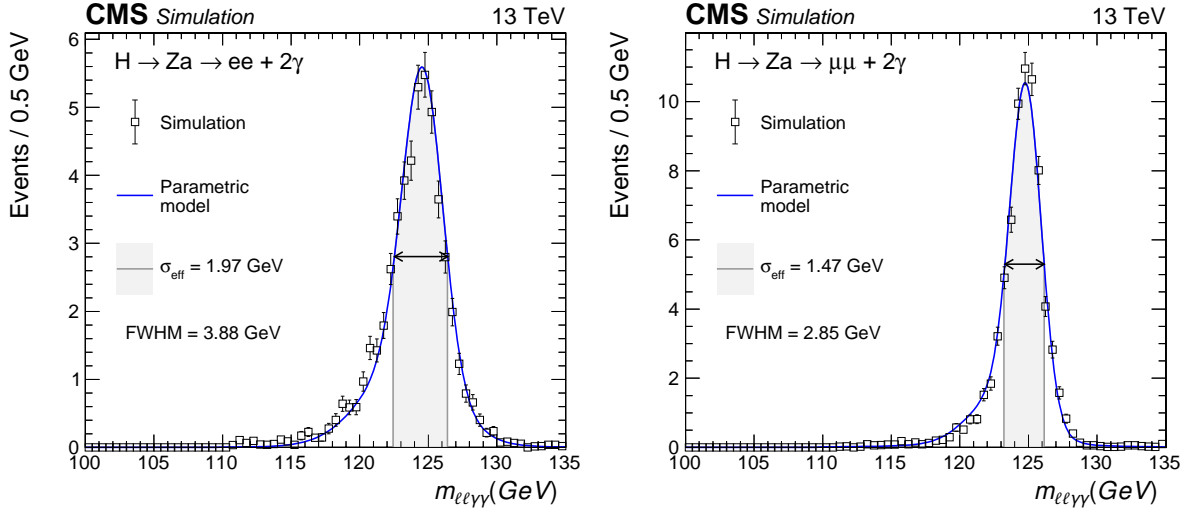 CMS Simulation 13 TeV
Events / 0.5 GeV
H → Za → ee + 2γ
Simulation
Parametric
model
σeff = 1.97 GeV
FWHM = 3.88 GeV
6
5
4
3
2
1
0
100 105 110 115 120 125 130 135
mℓℓγγ(GeV)
CMS Simulation 13 TeV
Events / 0.5 GeV
H → Za → μμ + 2γ
Simulation
Parametric
model
σeff = 1.47 GeV
FWHM = 2.85 GeV
10
8
6
4
2
0
100 105 110 115 120 125 130 135
mℓℓγγ(GeV)